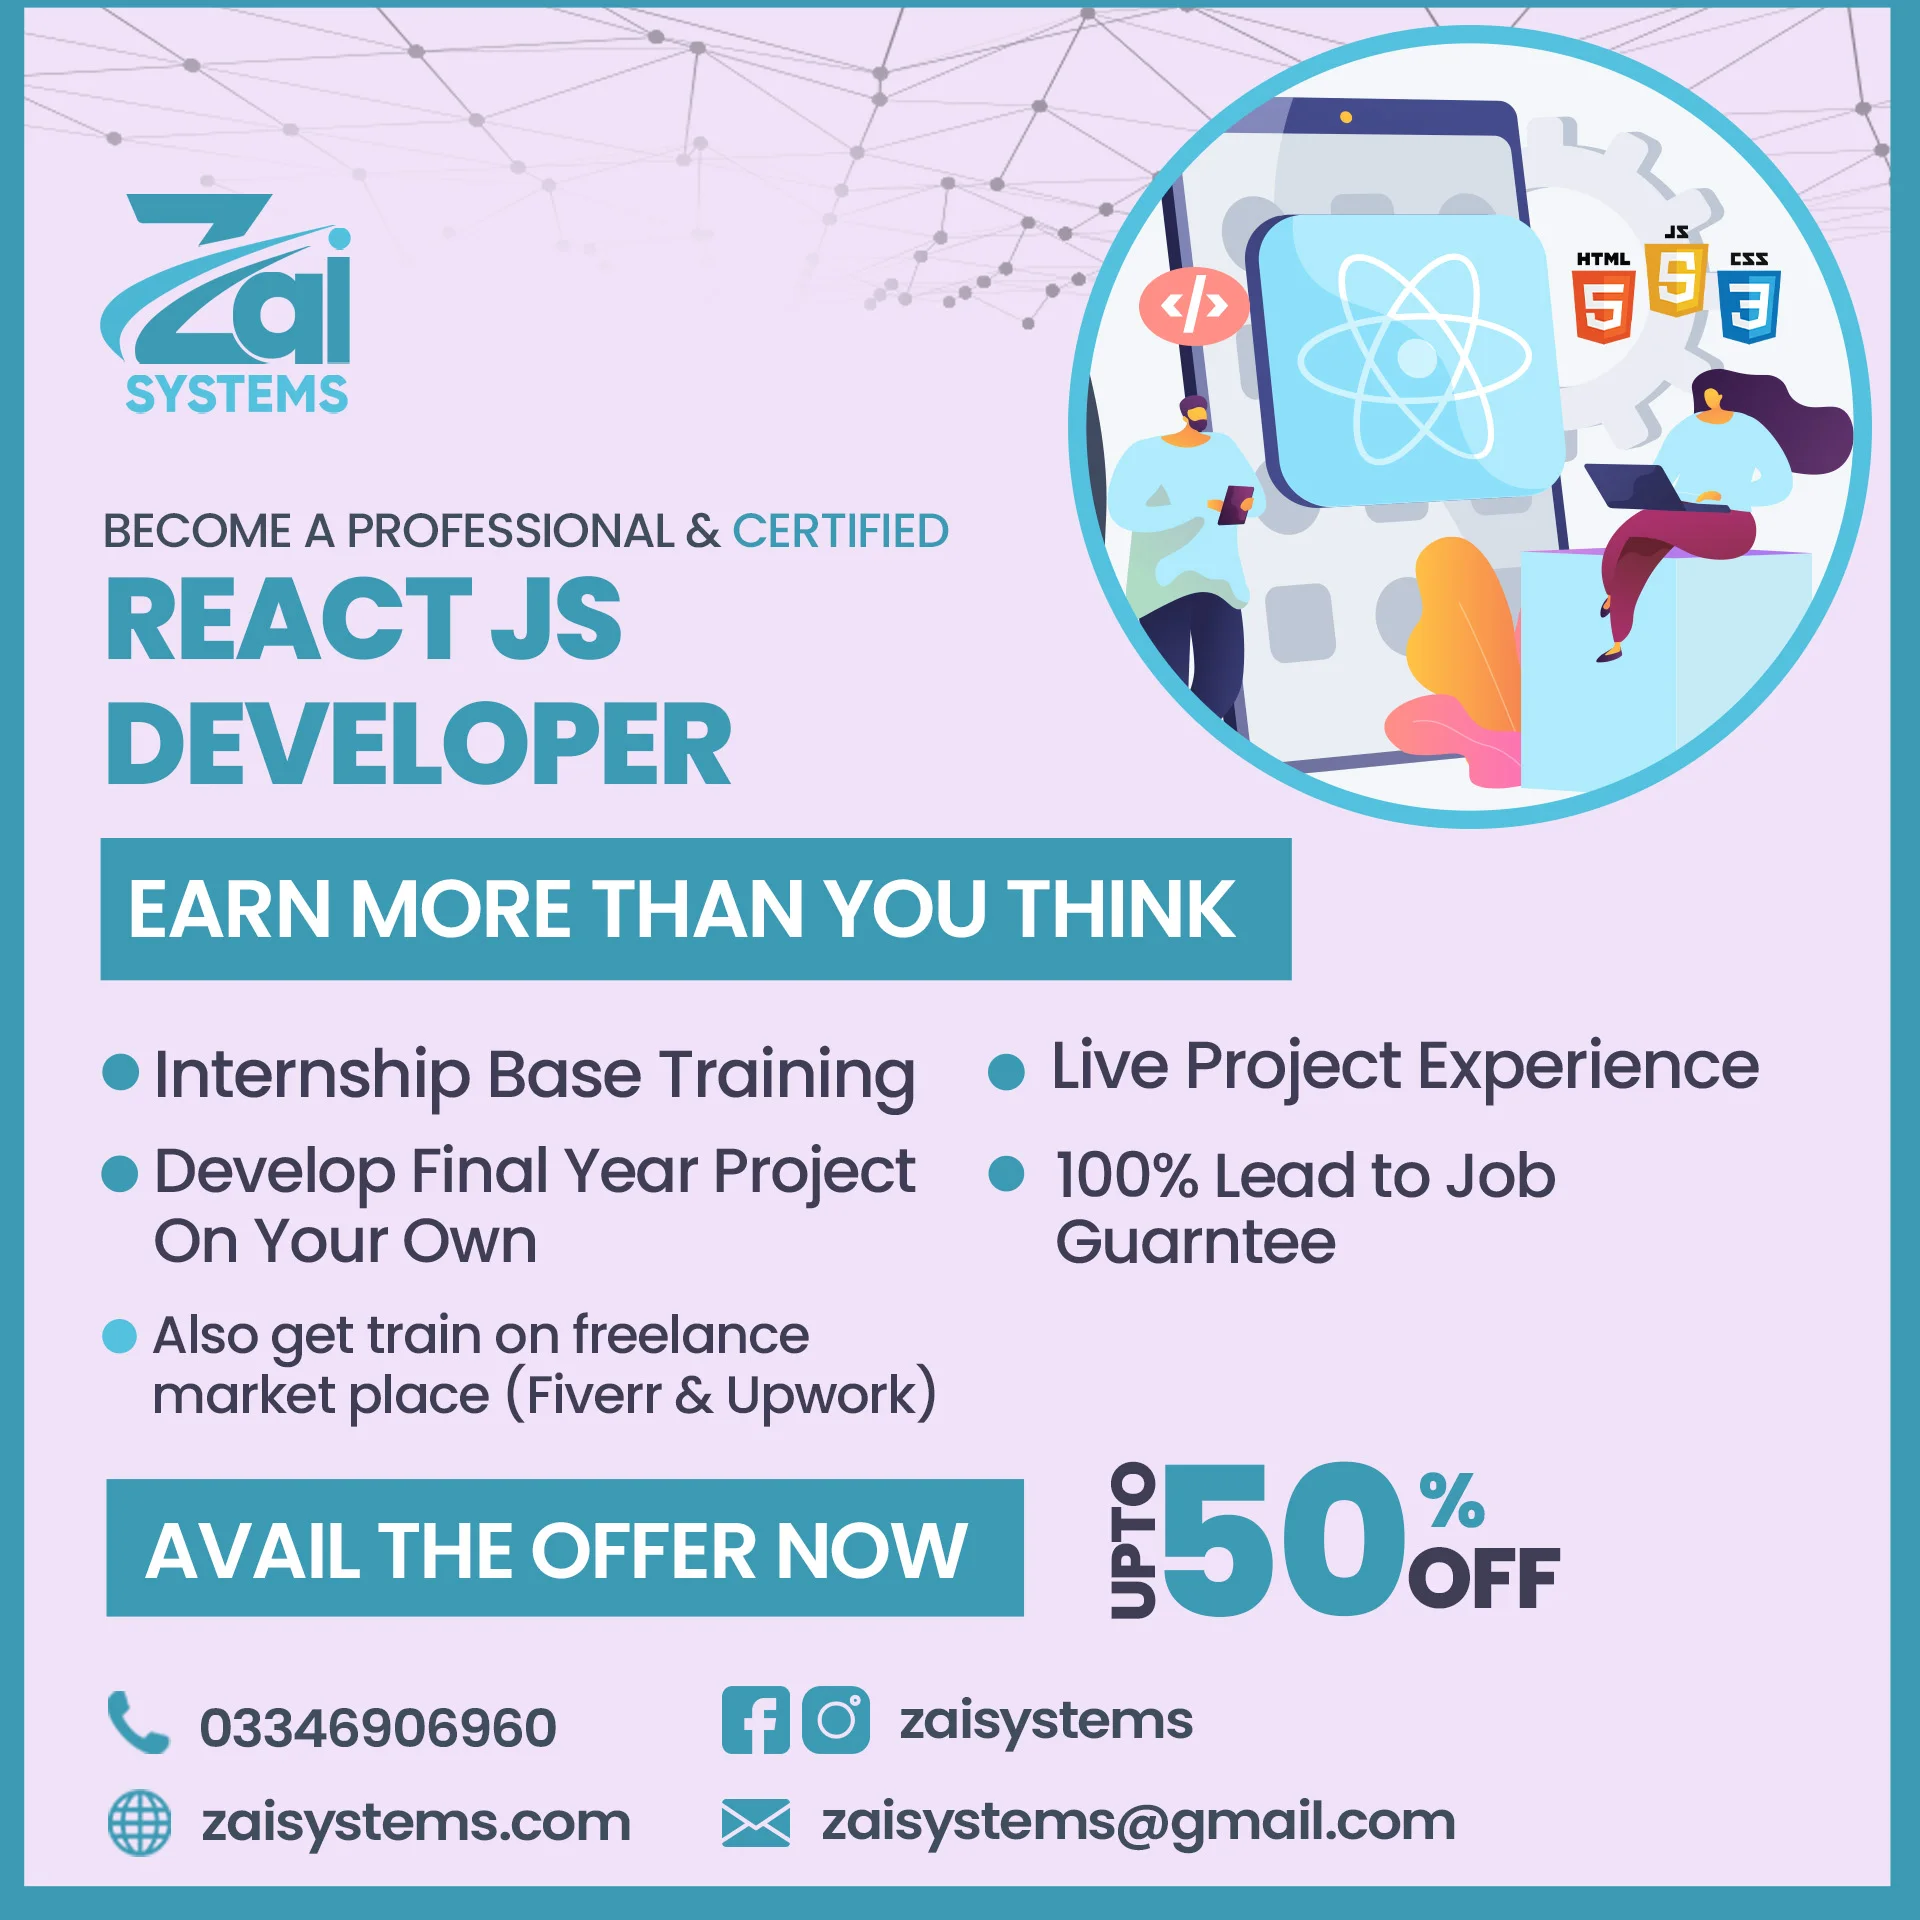 Zai
SYSTEMS
BECOME A PROFESSIONAL & CERTIFIED
REACT JS
DEVELOPER
</>
HTML
5
JS
5
CSS
3
EARN MORE THAN YOU THINK
Internship Base Training
Develop Final Year Project
On Your Own
Also get train on freelance
market place (Fiverr & Upwork)
Live Project Experience
100% Lead to Job
Guarntee
AVAIL THE OFFER NOW
UPTO
50%
OFF
03346906960
zaisystems
zaisystems.com
zaisystems@gmail.com